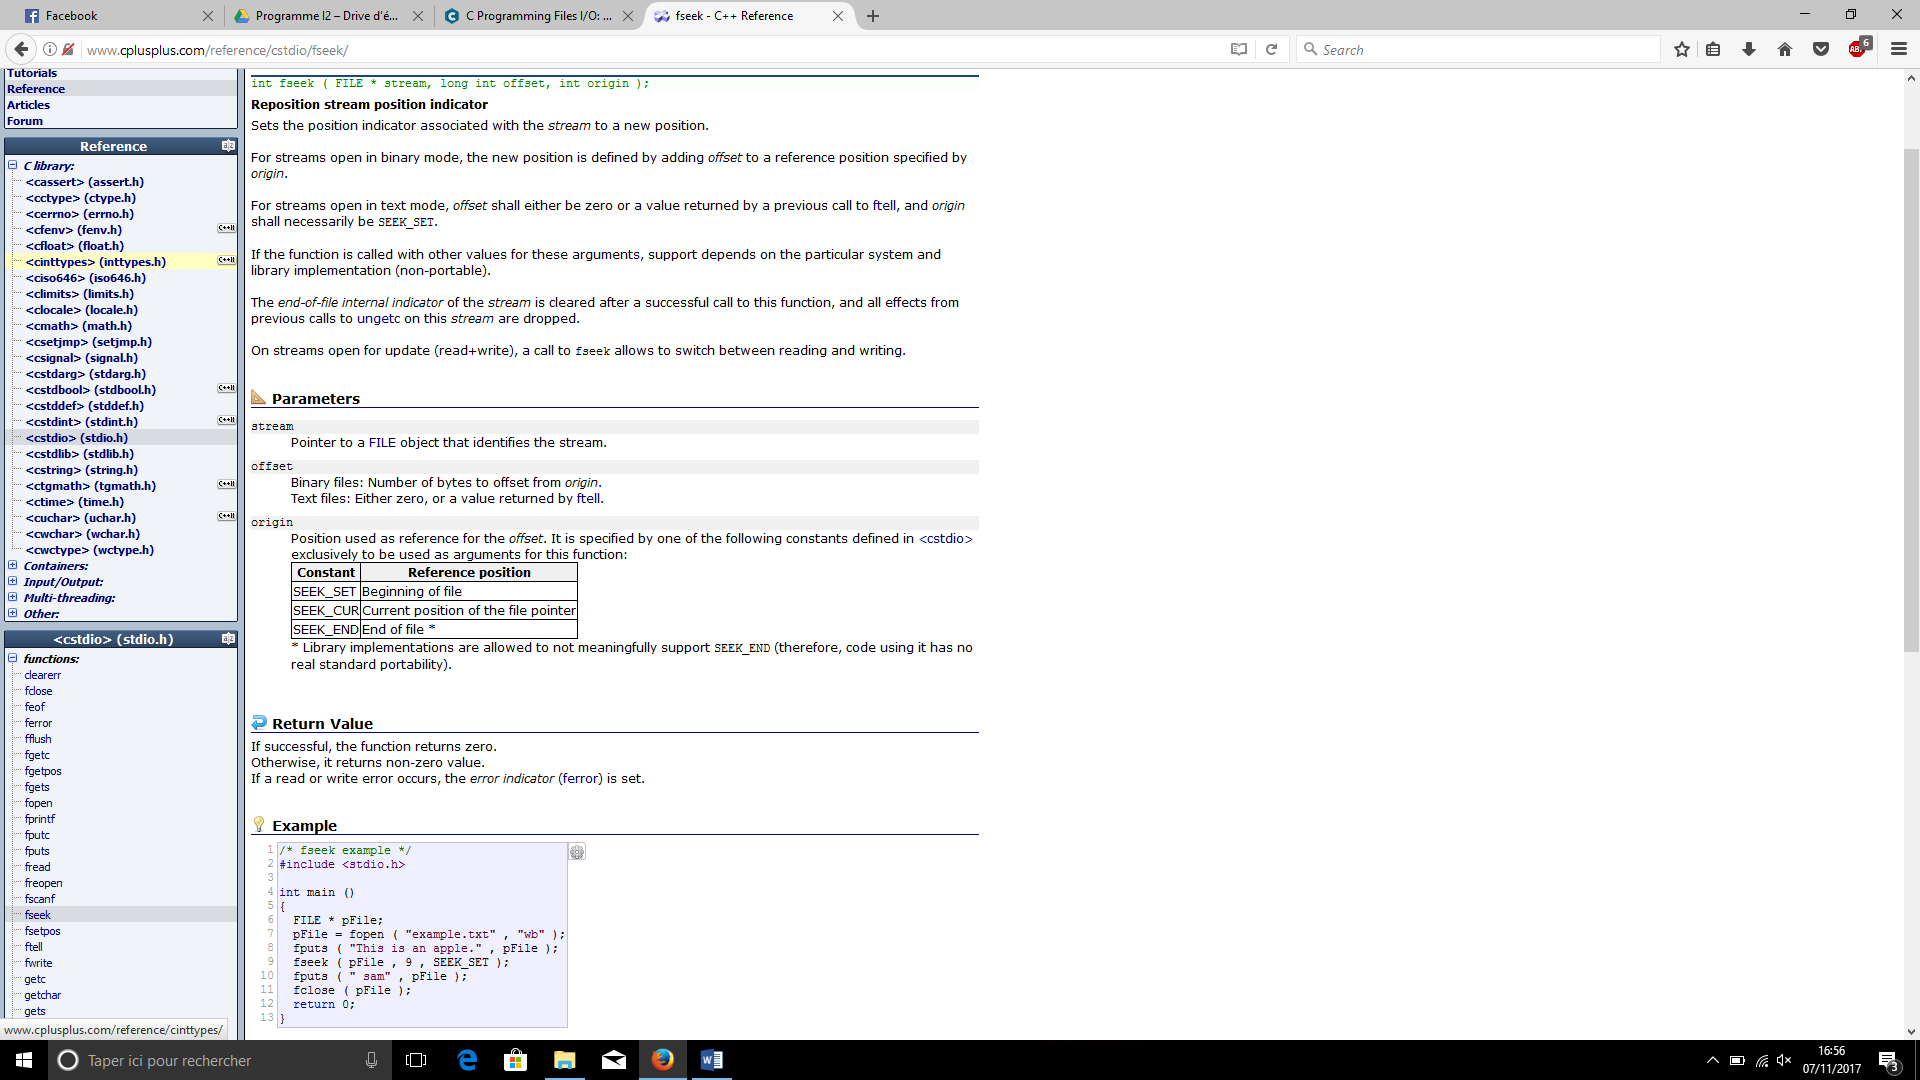 Facebook
Programme I2 – Drive d'é...
C Programming Files I/O: ...
fseek - C++ Reference
www.cplusplus.com/reference/cstdio/fseek/
Search
ABP
6
Tutorials
Reference
Articles
Forum
Reference
C library:
<cassert> (assert.h)
<cctype> (ctype.h)
<cerrno> (errno.h)
<cfenv> (fenv.h)
C++11
<cfloat> (float.h)
<cinttypes> (inttypes.h)
C++11
<ciso646> (iso646.h)
<climits> (limits.h)
<clocale> (locale.h)
<cmath> (math.h)
<csetjmp> (setjmp.h)
<csignal> (signal.h)
<cstdarg> (stdarg.h)
<cstdbool> (stdbool.h)
C++11
<cstddef> (stddef.h)
<cstdint> (stdint.h)
C++11
<cstdio> (stdio.h)
<cstdlib> (stdlib.h)
<cstring> (string.h)
<ctgmath> (tgmath.h)
C++11
<ctime> (time.h)
<cuchar> (uchar.h)
C++11
<cwchar> (wchar.h)
<cwctype> (wctype.h)
Containers:
Input/Output:
Multi-threading:
Other:
<cstdio> (stdio.h)
functions:
clearerr
fclose
feof
ferror
fflush
fgetc
fgetpos
fgets
fopen
fprintf
fputc
fputs
fread
freopen
fscanf
fseek
fsetpos
ftell
fwrite
getc
getchar
gets
www.cplusplus.com/reference/cinttypes/
int fseek ( FILE * stream, long int offset, int origin );
Reposition stream position indicator
Sets the position indicator associated with the stream to a new position.
For streams open in binary mode, the new position is defined by adding offset to a reference position specified by
origin.
For streams open in text mode, offset shall either be zero or a value returned by a previous call to ftell, and origin
shall necessarily be SEEK_SET.
If the function is called with other values for these arguments, support depends on the particular system and
library implementation (non-portable).
The end-of-file internal indicator of the stream is cleared after a successful call to this function, and all effects from
previous calls to ungetc on this stream are dropped.
On streams open for update (read+write), a call to fseek allows to switch between reading and writing.
Parameters
stream
Pointer to a FILE object that identifies the stream.
offset
Binary files: Number of bytes to offset from origin.
Text files: Either zero, or a value returned by ftell.
origin
Position used as reference for the offset. It is specified by one of the following constants defined in <cstdio>
exclusively to be used as arguments for this function:
Constant Reference position
SEEK_SET Beginning of file
SEEK_CUR Current position of the file pointer
SEEK_END End of file *
* Library implementations are allowed to not meaningfully support SEEK_END (therefore, code using it has no
real standard portability).
Return Value
If successful, the function returns zero.
Otherwise, it returns non-zero value.
If a read or write error occurs, the error indicator (ferror) is set.
Example
1 /* fseek example */
2 #include <stdio.h>
3
4 int main ()
5 {
6 FILE * pFile;
7 pFile = fopen ( "example.txt" , "wb" );
8 fputs ( "This is an apple." , pFile );
9 fseek ( pFile , 9 , SEEK_SET );
10 fputs ( " sam" , pFile );
11 fclose ( pFile );
12 return 0;
13 }
Taper ici pour rechercher
16:56
07/11/2017
3